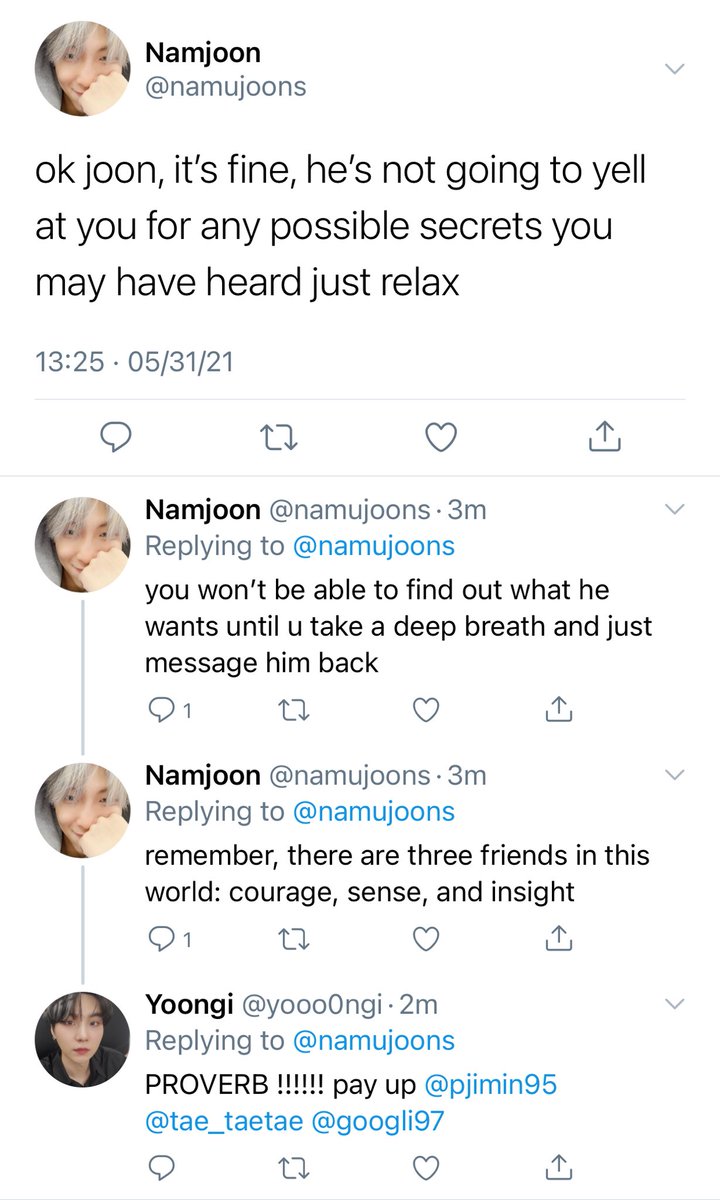 Namjoon
@namujoons
ok joon, it’s fine, he’s not going to yell
at you for any possible secrets you
may have heard just relax
13:25 · 05/31/21
Namjoon @namujoons · 3m
Replying to @namujoons
you won’t be able to find out what he
wants until u take a deep breath and just
message him back
1
Namjoon @namujoons · 3m
Replying to @namujoons
remember, there are three friends in this
world: courage, sense, and insight
1
Yoongi @yooo0ngi · 2m
Replying to @namujoons
PROVERB !!!!!! pay up @pjimin95
@tae_taetae @googli97